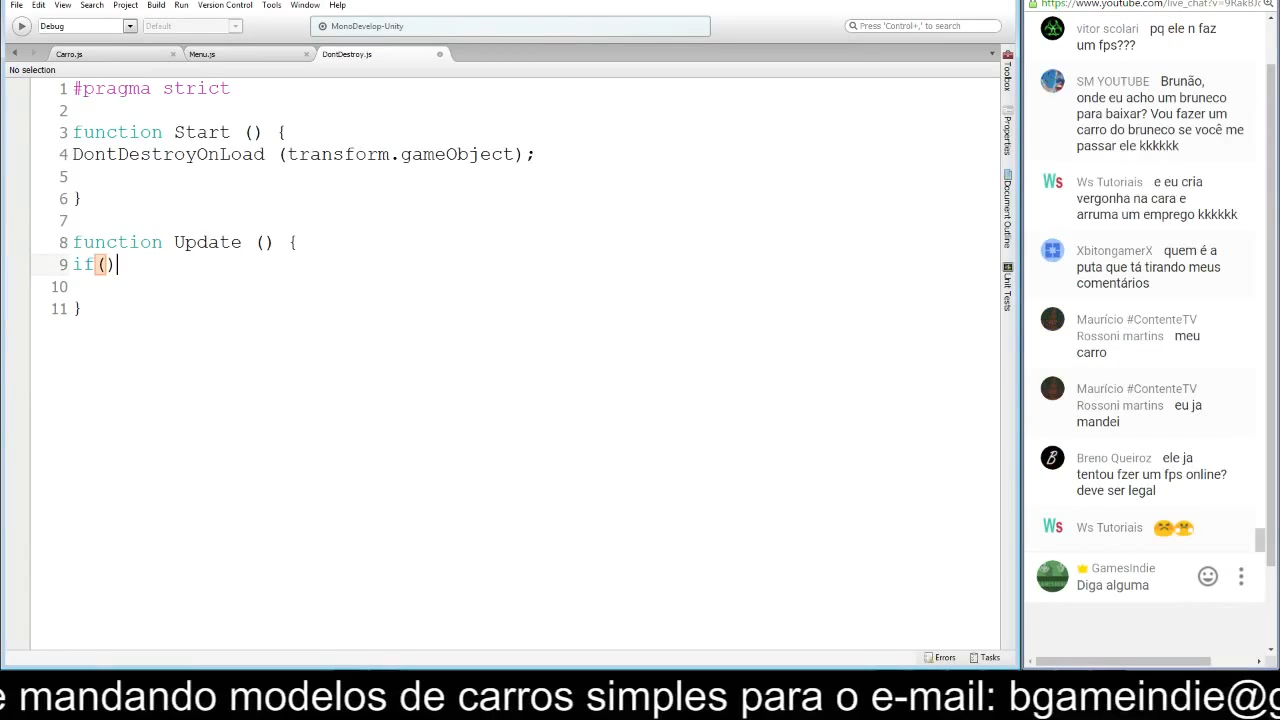 File Edit View Search Project Build Run Version Control Tools Window Help
Debug Default MonoDevelop-Unity Press 'Control+,' to search
Carro.js Menu.js DontDestroy.js
No selection
1 #pragma strict
2
3 function Start () {
4 DontDestroyOnLoad (transform.gameObject);
5
6 }
7
8 function Update () {
9 if()
10
11 }
Toolbox
Properties
Document Outline
Unit Tests
Errors Tasks
https://www.youtube.com/live_chat?v=9RakBJ
vitor scolari pq ele n faz
um fps???
SM YOUTUBE Brunão,
onde eu acho um bruneco
para baixar? Vou fazer um
carro do bruneco se você me
passar ele kkkkkk
Ws Tutoriais e eu cria
vergonha na cara e
arruma um emprego kkkkkk
XbitongamerX quem é a
puta que tá tirando meus
comentários
Maurício #ContenteTV
Rossoni martins meu
carro
Maurício #ContenteTV
Rossoni martins eu ja
mandei
Breno Queiroz ele ja
tentou fzer um fps online?
deve ser legal
Ws Tutoriais
GamesIndie
Diga alguma
e mandando modelos de carros simples para o e-mail: bgameindie@g